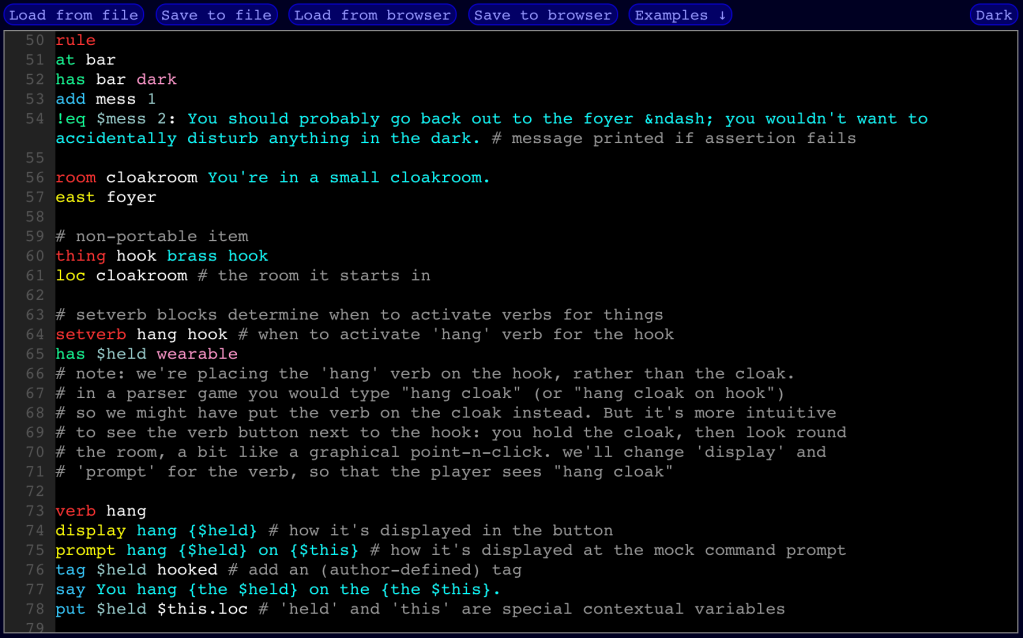 Load from file Save to file Load from browser Save to browser Examples ↓ Dark
50 rule
51 at bar
52 has bar dark
53 add mess 1
54 !eq $mess 2: You should probably go back out to the foyer &ndash; you wouldn't want to
accidentally disturb anything in the dark. # message printed if assertion fails
55
56 room cloakroom You're in a small cloakroom.
57 east foyer
58
59 # non-portable item
60 thing hook brass hook
61 loc cloakroom # the room it starts in
62
63 # setverb blocks determine when to activate verbs for things
64 setverb hang hook # when to activate 'hang' verb for the hook
65 has $held wearable
66 # note: we're placing the 'hang' verb on the hook, rather than the cloak.
67 # in a parser game you would type "hang cloak" (or "hang cloak on hook")
68 # so we might have put the verb on the cloak instead. But it's more intuitive
69 # to see the verb button next to the hook: you hold the cloak, then look round
70 # the room, a bit like a graphical point-n-click. we'll change 'display' and
71 # 'prompt' for the verb, so that the player sees "hang cloak"
72
73 verb hang
74 display hang {$held} # how it's displayed in the button
75 prompt hang {$held} on {$this} # how it's displayed at the mock command prompt
76 tag $held hooked # add an (author-defined) tag
77 say You hang {the $held} on the {the $this}.
78 put $held $this.loc # 'held' and 'this' are special contextual variables
79